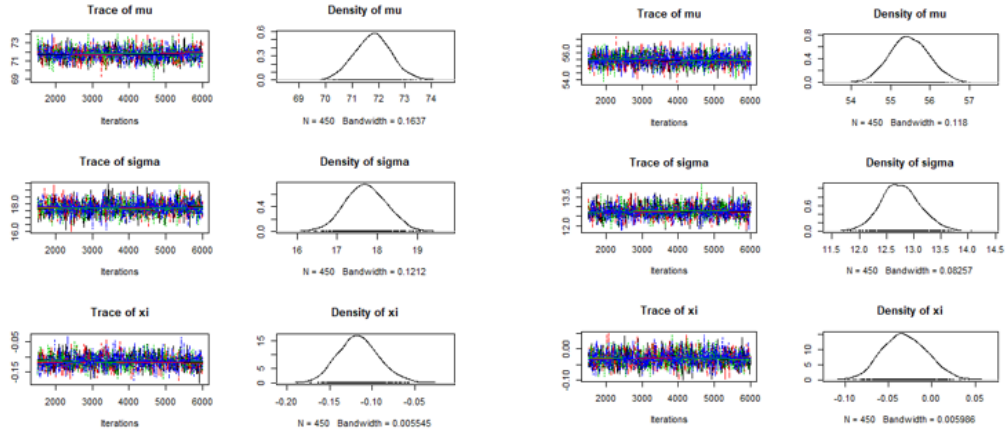 Trace of mu
73
71
69
2000 3000 4000 5000 6000
Iterations
Density of mu
0.6
0.3
0.0
69 70 71 72 73 74
N = 450 Bandwidth = 0.1637
Trace of mu
56.0
54.0
2000 3000 4000 5000 6000
Iterations
Density of mu
0.8
0.4
0.0
54 55 56 57
N = 450 Bandwidth = 0.118
Trace of sigma
18.0
16.0
2000 3000 4000 5000 6000
Iterations
Density of sigma
0.4
0.0
16 17 18 19
N = 450 Bandwidth = 0.1212
Trace of sigma
13.5
12.0
2000 3000 4000 5000 6000
Iterations
Density of sigma
0.6
0.0
11.5 12.0 12.5 13.0 13.5 14.0 14.5
N = 450 Bandwidth = 0.08257
Trace of xi
-0.05
-0.15
2000 3000 4000 5000 6000
Iterations
Density of xi
15
5
0
-0.20 -0.15 -0.10 -0.05
N = 450 Bandwidth = 0.005545
Trace of xi
0.00
-0.10
2000 3000 4000 5000 6000
Iterations
Density of xi
10
5
0
-0.10 -0.05 0.00 0.05
N = 450 Bandwidth = 0.005986